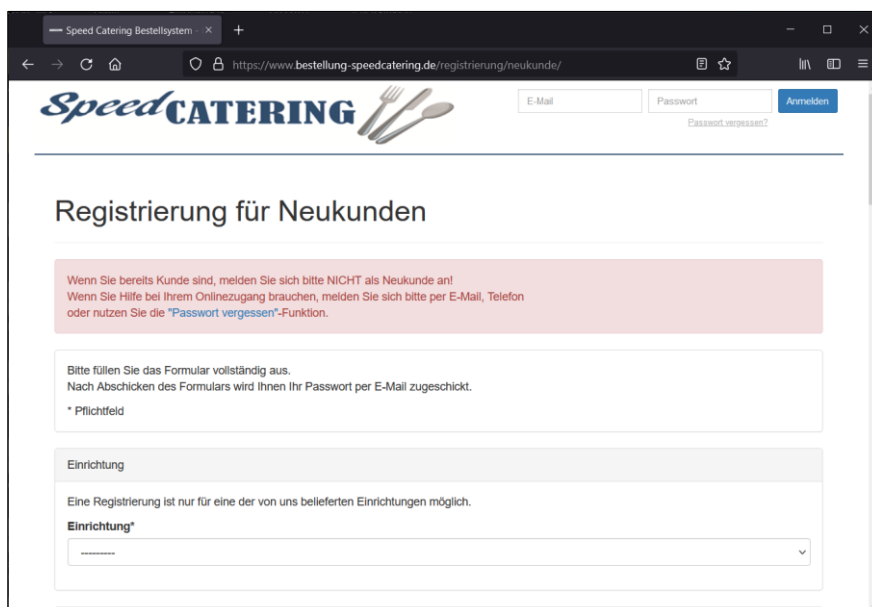 Speed Catering Bestellsystem -
https://www.bestellung-speedcatering.de/registrierung/neukunde/
Speed CATERING
E-Mail
Passwort
Anmelden
Passwort vergessen?
Registrierung für Neukunden
Wenn Sie bereits Kunde sind, melden Sie sich bitte NICHT als Neukunde an!
Wenn Sie Hilfe bei Ihrem Onlinezugang brauchen, melden Sie sich bitte per E-Mail, Telefon
oder nutzen Sie die "Passwort vergessen"-Funktion.
Bitte füllen Sie das Formular vollständig aus.
Nach Abschicken des Formulars wird Ihnen Ihr Passwort per E-Mail zugeschickt.
* Pflichtfeld
Einrichtung
Eine Registrierung ist nur für eine der von uns belieferten Einrichtungen möglich.
Einrichtung*
---------